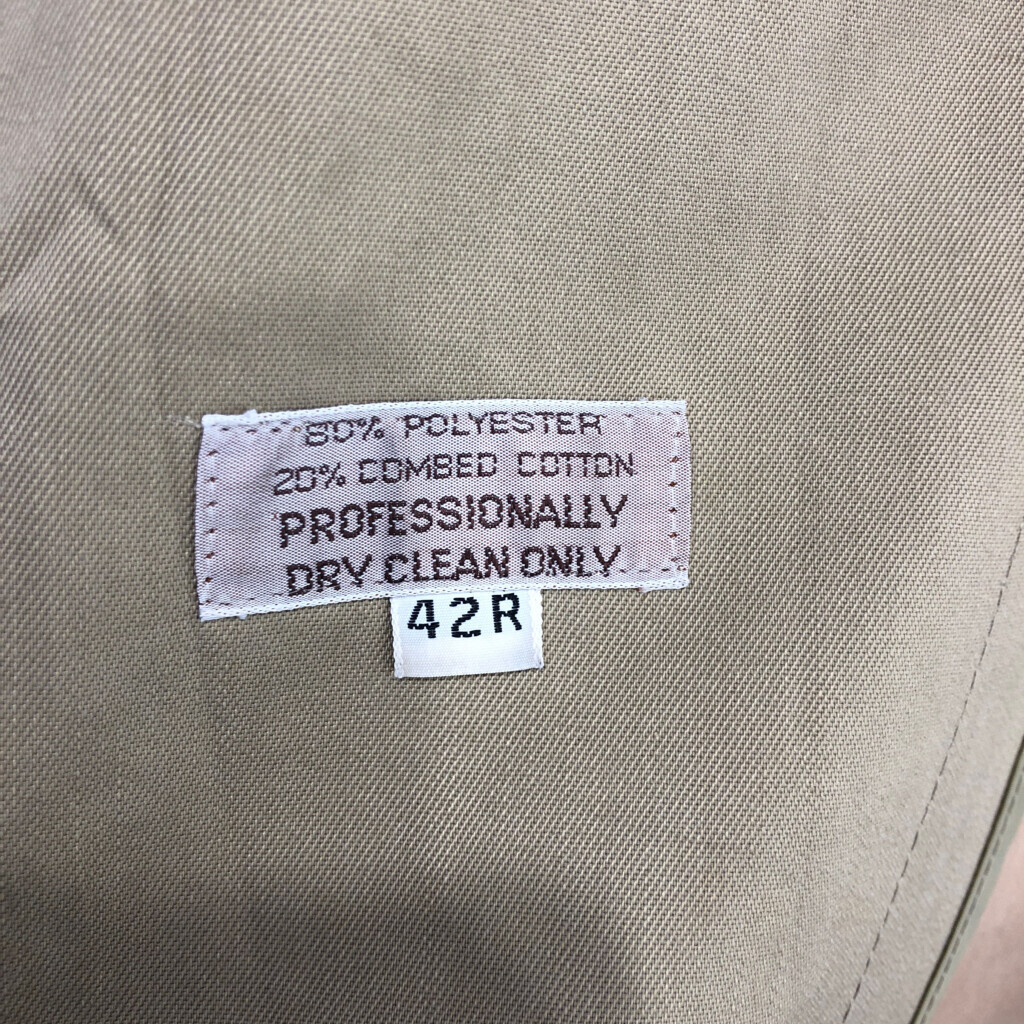 80% POLYESTER
20% COMBED COTTON
PROFESSIONALLY
DRY CLEAN ONLY
42R